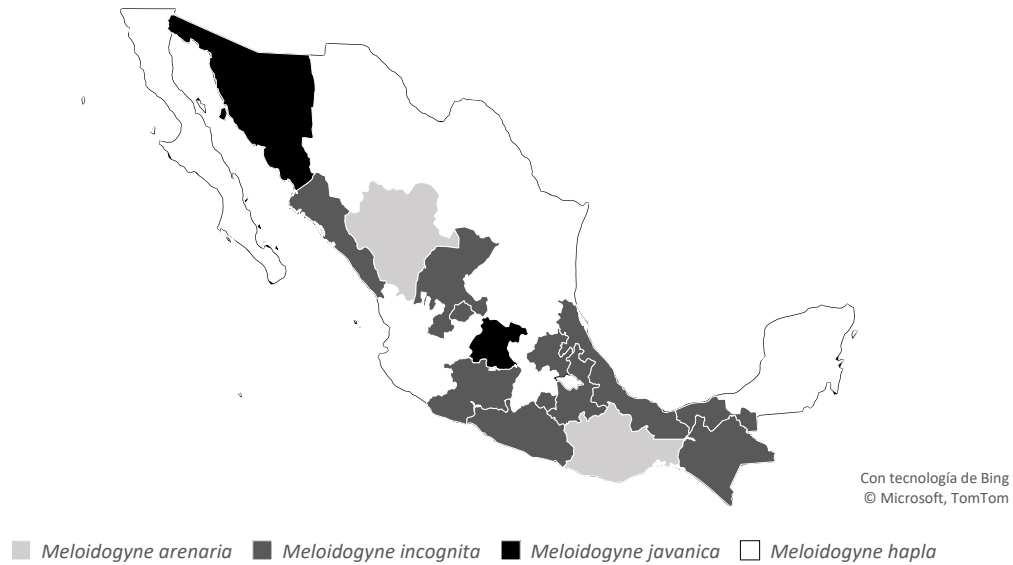 Con tecnología de Bing
© Microsoft, TomTom
Meloidogyne arenaria Meloidogyne incognita Meloidogyne javanica Meloidogyne hapla